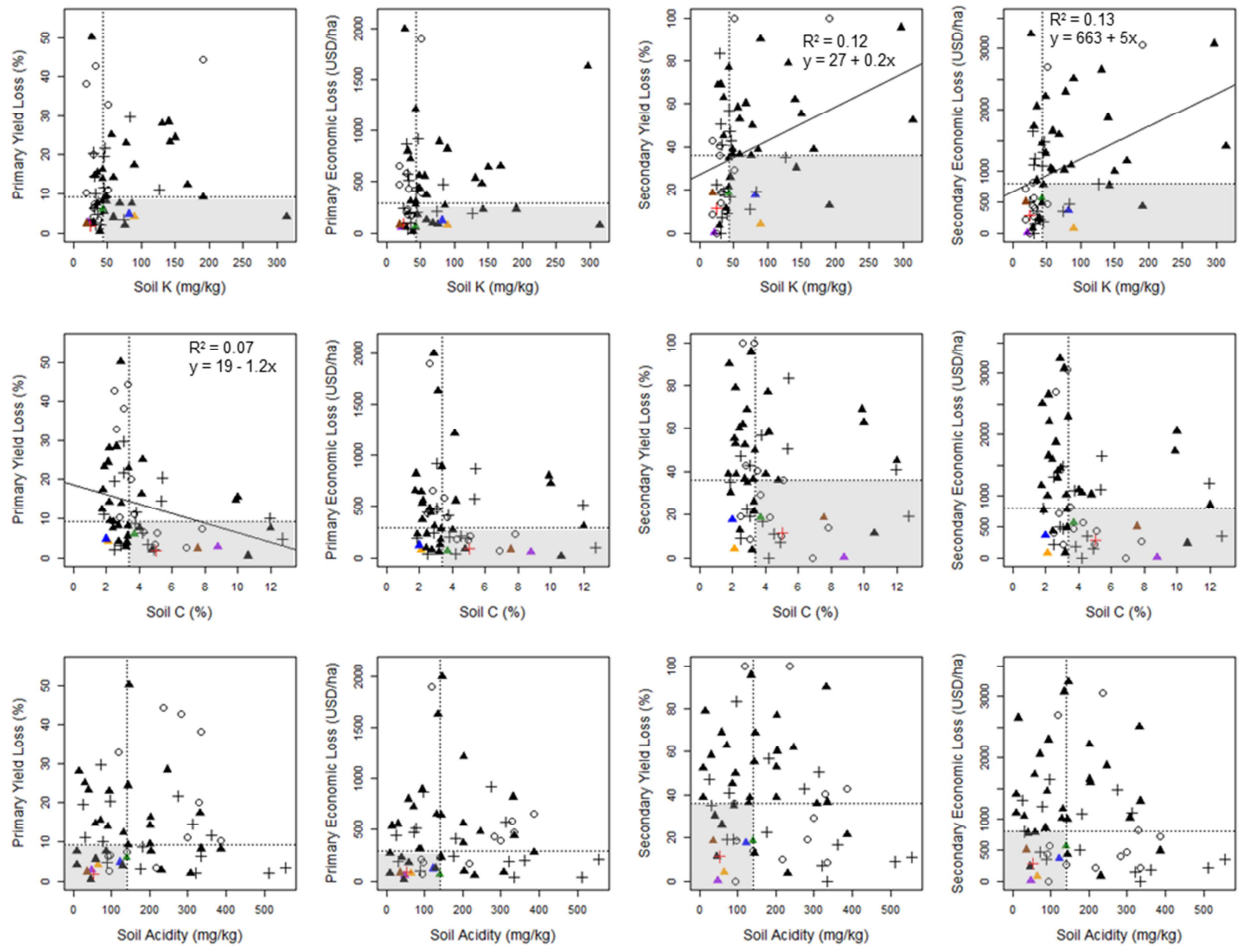 Primary Yield Loss (%)
0 10 20 30 40 50
0 50 100 150 200 250 300
Soil K (mg/kg)
Primary Economic Loss (USD/ha)
0 500 1000 1500 2000
0 50 100 150 200 250 300
Soil K (mg/kg)
Secondary Yield Loss (%)
0 20 40 60 80 100
R² = 0.12
y = 27 + 0.2x
0 50 100 150 200 250 300
Soil K (mg/kg)
Secondary Economic Loss (USD/ha)
0 500 1000 2000 3000
R² = 0.13
y = 663 + 5x
0 50 100 150 200 250 300
Soil K (mg/kg)
Primary Yield Loss (%)
0 10 20 30 40 50
R² = 0.07
y = 19 - 1.2x
0 2 4 6 8 10 12
Soil C (%)
Primary Economic Loss (USD/ha)
0 500 1000 1500 2000
0 2 4 6 8 10 12
Soil C (%)
Secondary Yield Loss (%)
0 20 40 60 80 100
0 2 4 6 8 10 12
Soil C (%)
Secondary Economic Loss (USD/ha)
0 500 1000 2000 3000
0 2 4 6 8 10 12
Soil C (%)
Primary Yield Loss (%)
0 10 20 30 40 50
0 100 200 300 400 500
Soil Acidity (mg/kg)
Primary Economic Loss (USD/ha)
0 500 1000 1500 2000
0 100 200 300 400 500
Soil Acidity (mg/kg)
Secondary Yield Loss (%)
0 20 40 60 80 100
0 100 200 300 400 500
Soil Acidity (mg/kg)
Secondary Economic Loss (USD/ha)
0 500 1000 2000 3000
0 100 200 300 400 500
Soil Acidity (mg/kg)